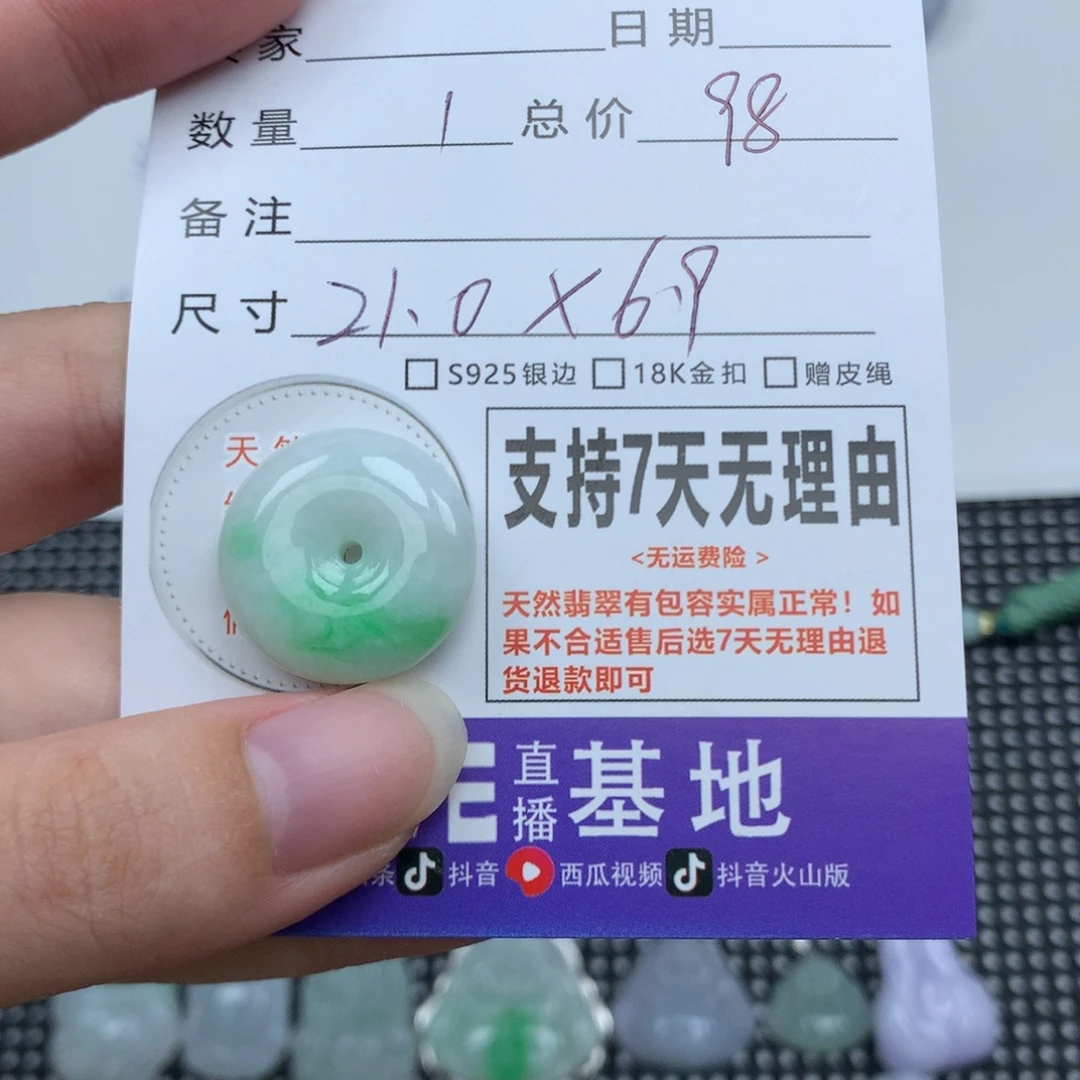 家 日期
数量 1 总价 98
备注
尺寸 21.0 X 6.9
S925银边 18K金扣 赠皮绳
天
支持7天无理由
<无运费险 >
天然翡翠有包容实属正常！如
果不合适售后选7天无理由退
货退款即可
直播基地
条 抖音 西瓜视频 抖音火山版